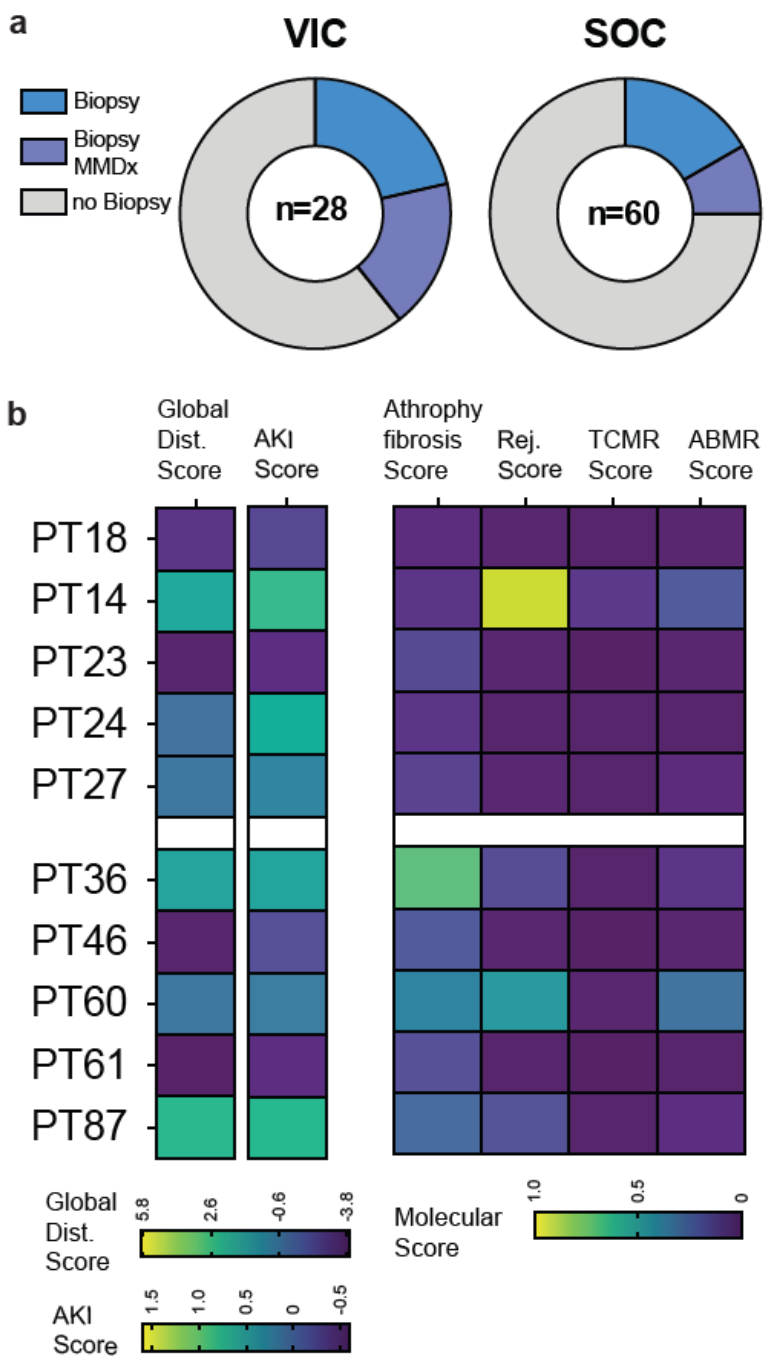 a
VIC
SOC
Biopsy
Biopsy
MMDx
no Biopsy
n=28
n=60
b
Global
Dist.
Score
AKI
Score
Athrophy
fibrosis
Score
Rej.
Score
TCMR
Score
ABMR
Score
PT18
PT14
PT23
PT24
PT27
PT36
PT46
PT60
PT61
PT87
Global
Dist.
Score
5.8
2.6
-0.6
-3.8
AKI
Score
1.5
1.0
0.5
0
-0.5
Molecular
Score
1.0
0.5
0